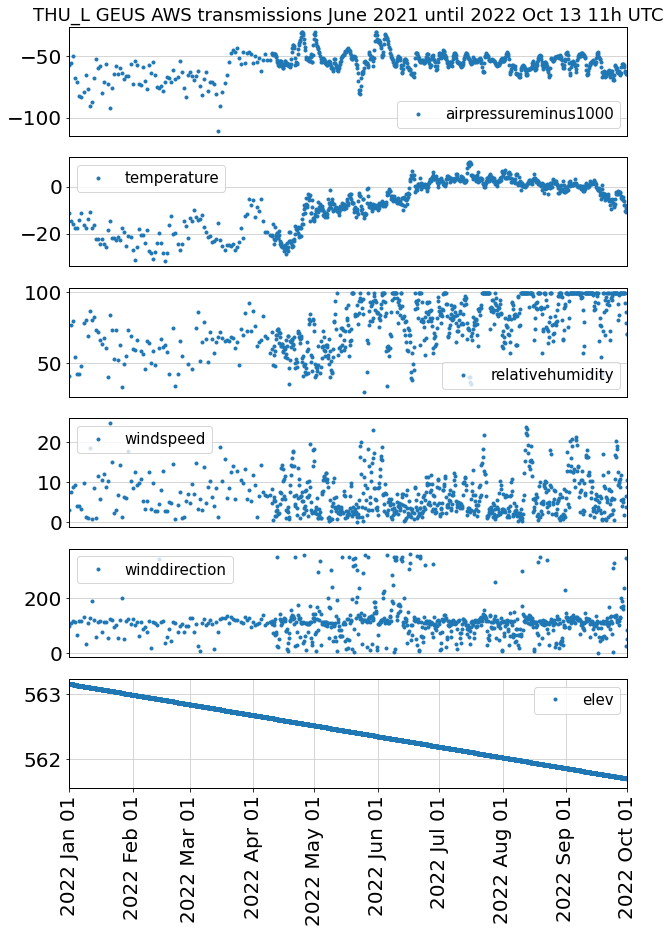 THU_L GEUS AWS transmissions June 2021 until 2022 Oct 13 11h UTC
−50
−100
airpressureminus1000
0
−20
temperature
100
50
relativehumidity
20
10
0
windspeed
200
0
winddirection
563
562
elev
2022 Jan 01
2022 Feb 01
2022 Mar 01
2022 Apr 01
2022 May 01
2022 Jun 01
2022 Jul 01
2022 Aug 01
2022 Sep 01
2022 Oct 01